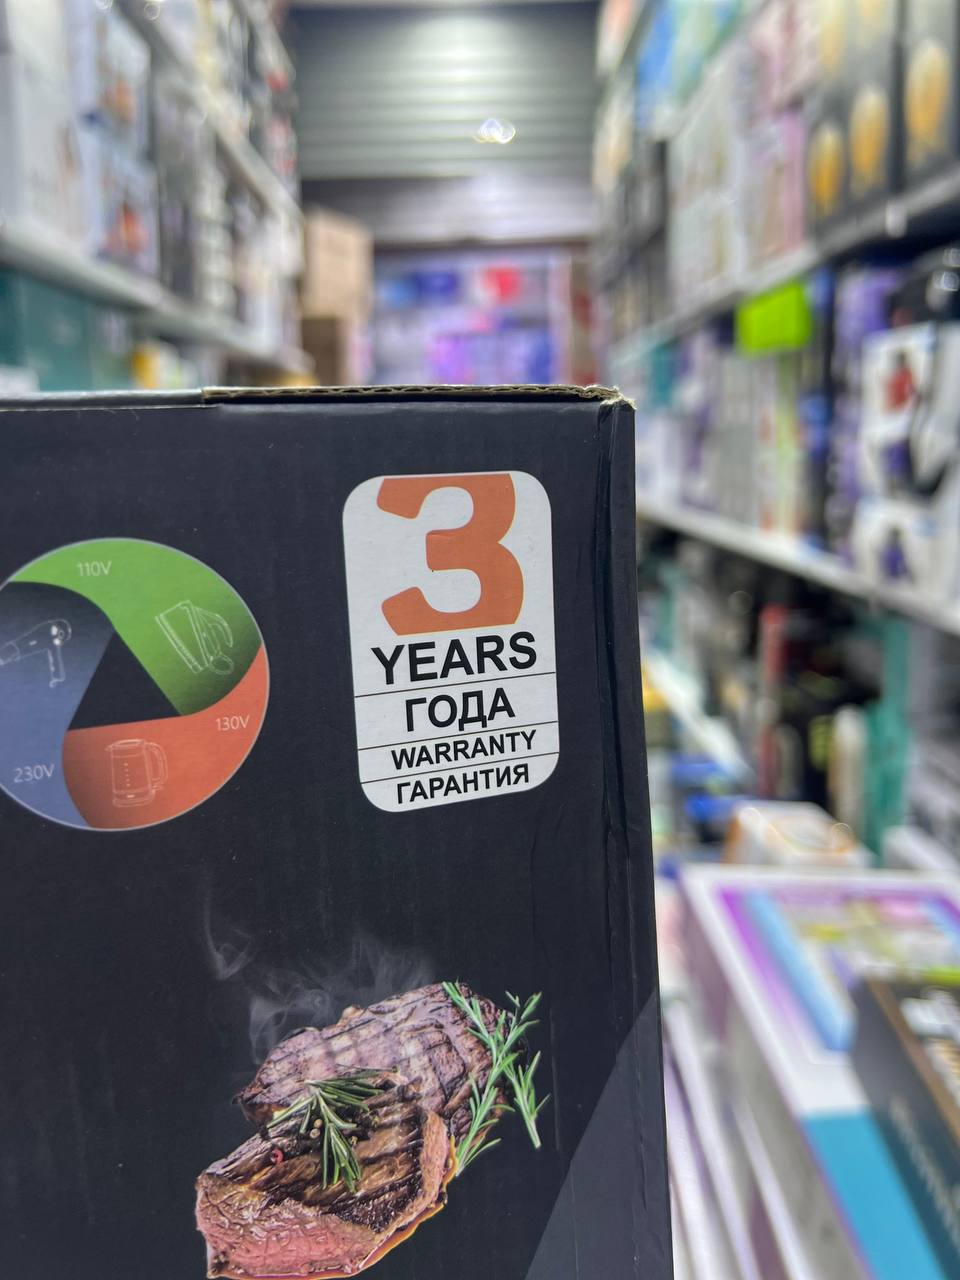 110V
130V
230V
3
YEARS
ГОДА
WARRANTY
ГАРАНТИЯ